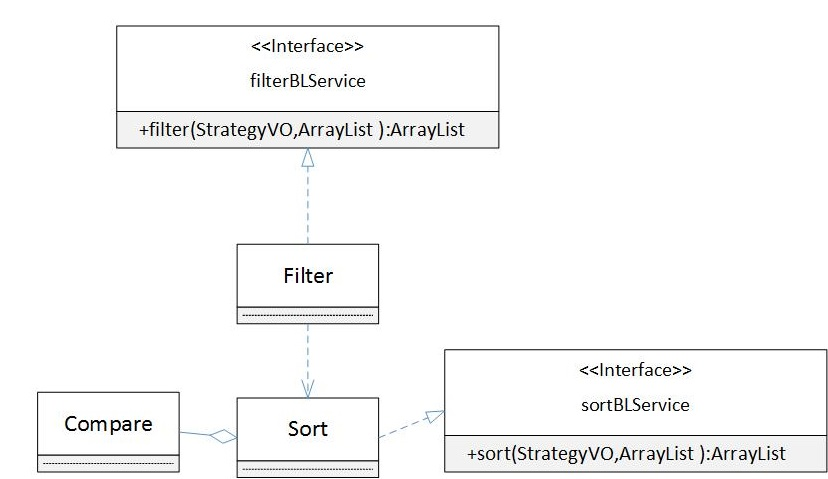 <<Interface>>
filterBLService
+filter(StrategyVO,ArrayList ):ArrayList
Filter
<<Interface>>
sortBLService
+sort(StrategyVO,ArrayList ):ArrayList
Compare
Sort